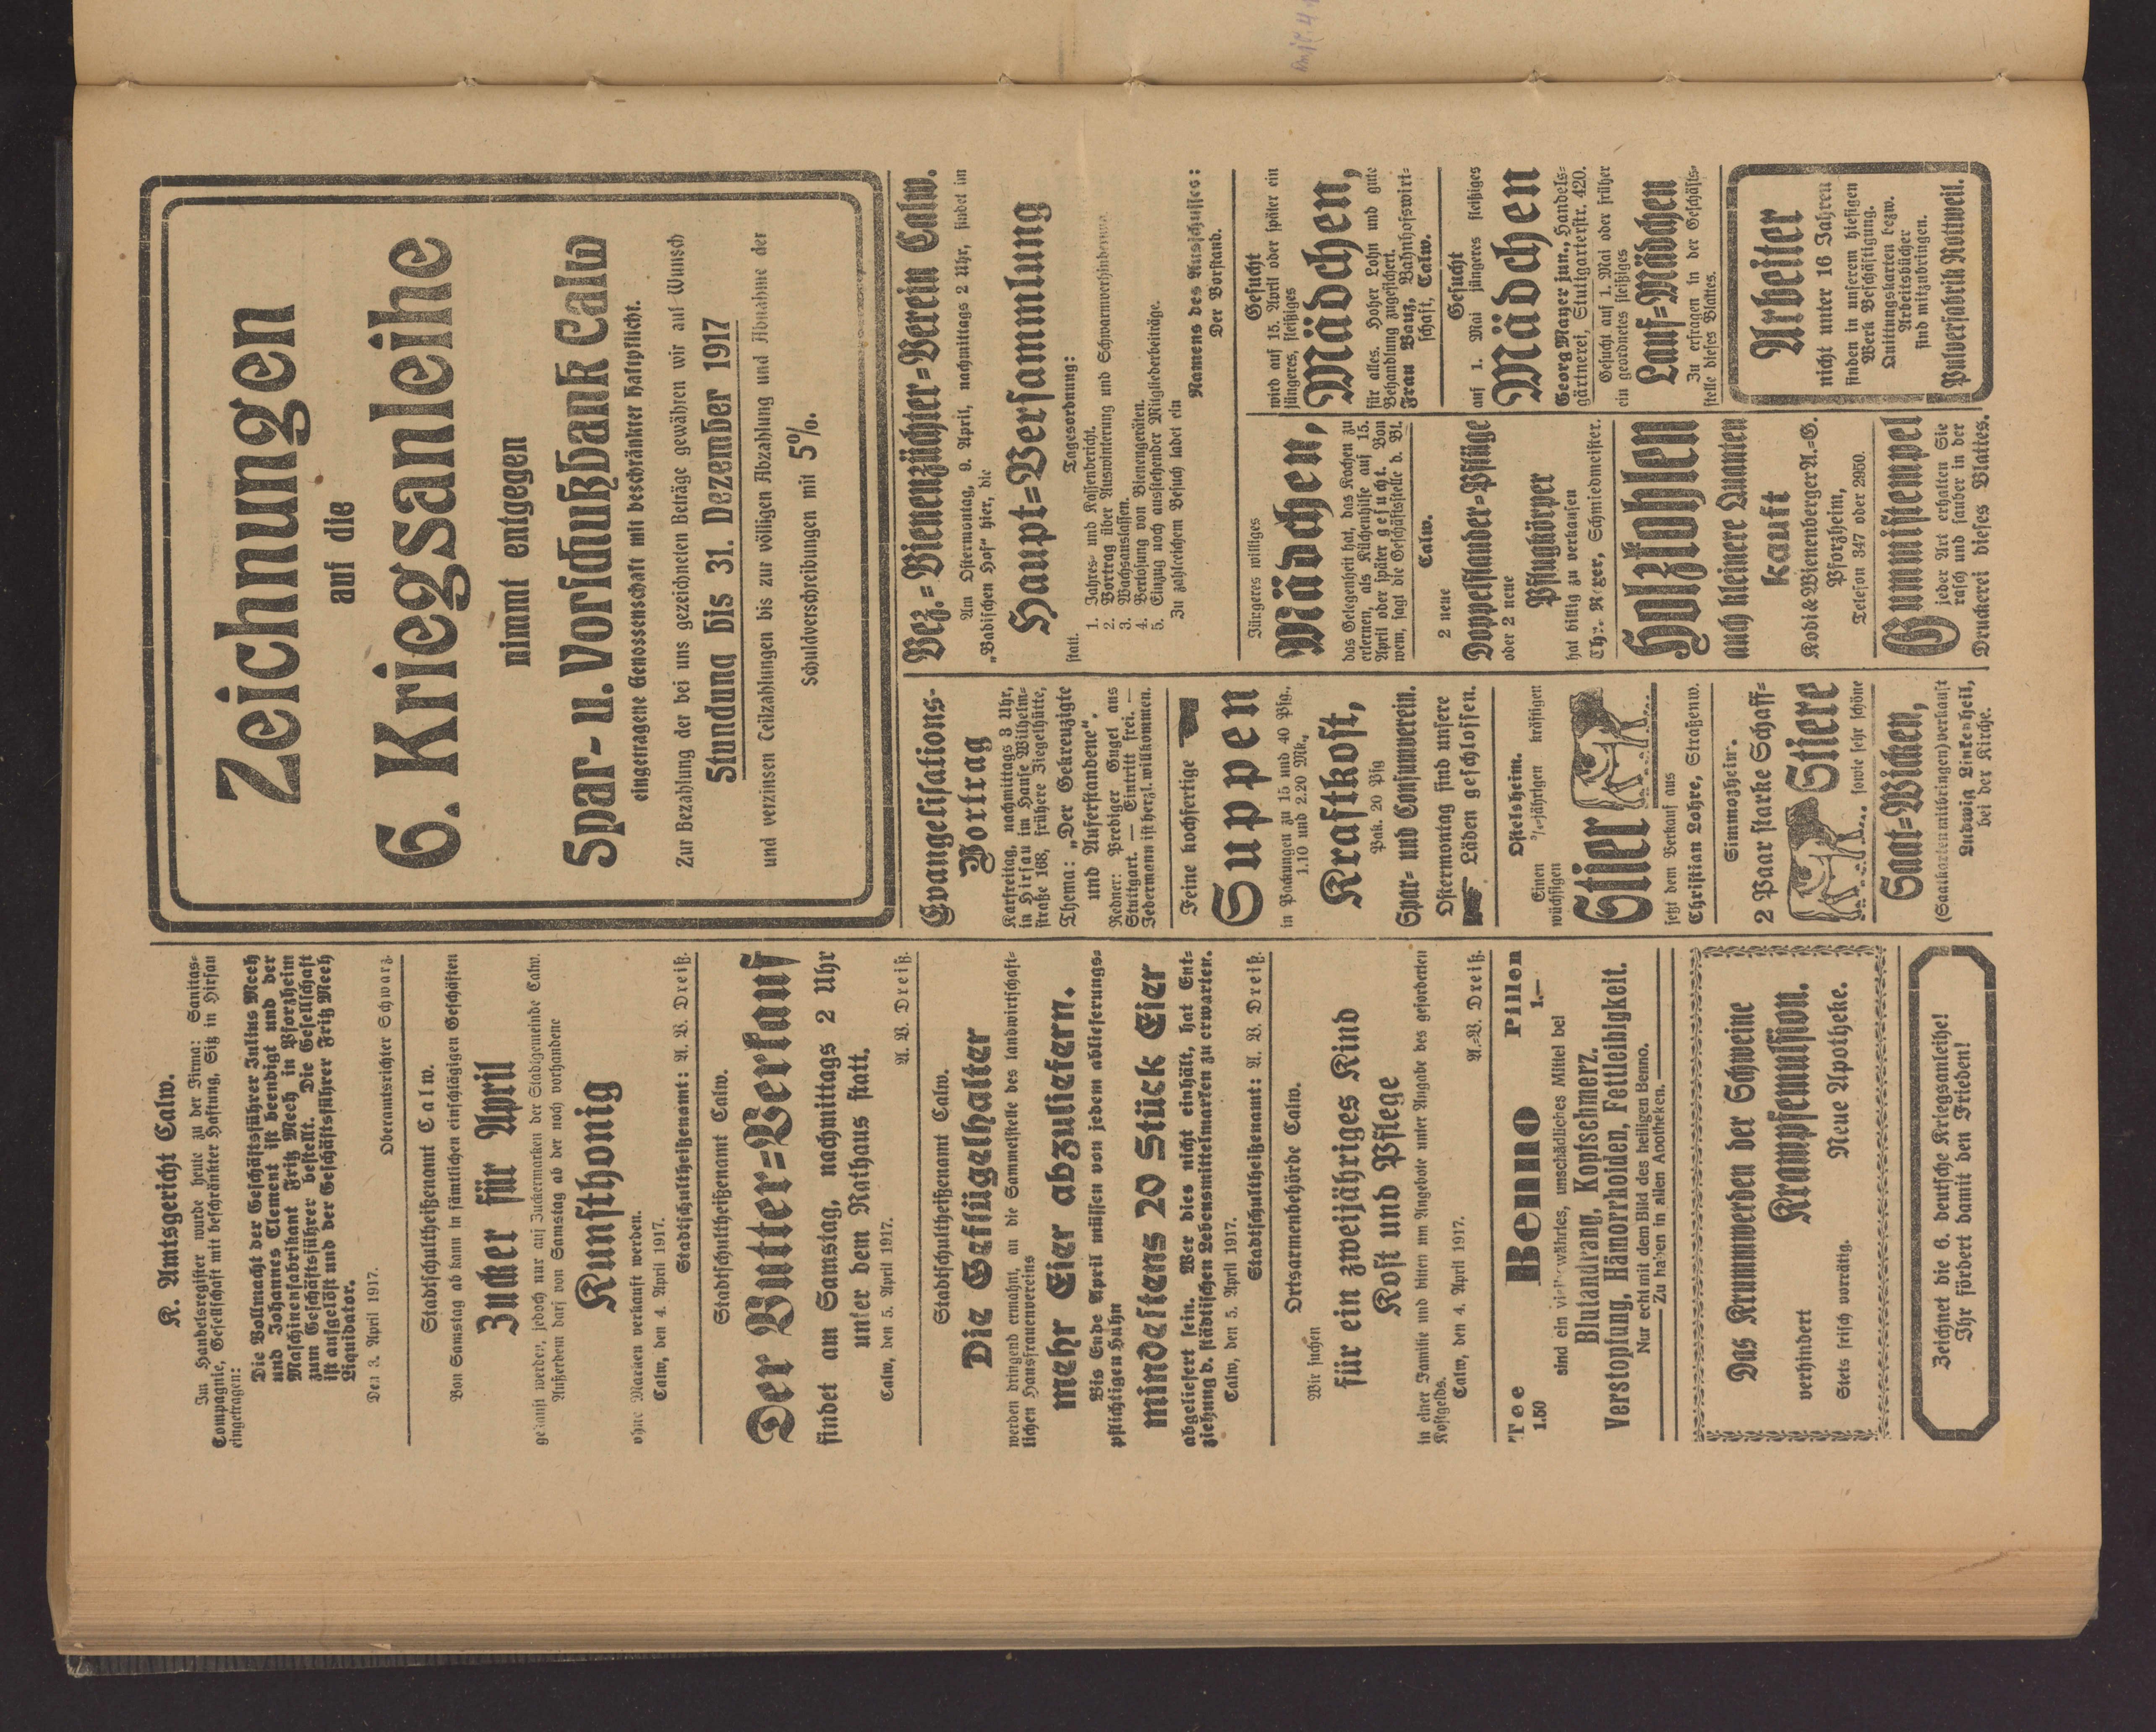 K. Amtsgericht Calw.
Im Handelsregister wurde heute zu der Firma: Sanitas-
Compagnie, Gesellschaft mit beschränkter Haftung, Sitz in Hirsau
eingetragen:
Die Vollmacht der Geschäftsführer Julius Mech
und Johannes Clement ist beendigt und der
Maschinenfabrikant Fritz Mech in Pforzheim
zum Geschäftsführer bestellt. Die Gesellschaft
ist aufgelöst und der Geschäftsführer Fritz Mech
Liquidator.
Den 3. April 1917. Oberamtsrichter Schwarz.
Stadtschultheißenamt Calw.
Von Samstag ab kann in sämtlichen einschlägigen Geschäften
Zucker für April
gekauft werden, jedoch nur auf Zuckermarken der Stadtgemeinde Calw.
Außerdem darf von Samstag ab der noch vorhandene
Kunsthonig
ohne Marken verkauft werden.
Calw, den 4. April 1917.
Stadtschultheißenamt: A. V. Dreiß.
Stadtschultheißenamt Calw.
Der Butter=Verkauf
findet am Samstag, nachmittags 2 Uhr
unter dem Rathaus statt.
Calw, den 5. April 1917. A. V. Dreiß.
Stadtschultheißenamt Calw.
Die Geflügelhalter
werden dringend ermahnt, an die Sammelstelle des landwirtschaft-
lichen Hausfrauenvereins
mehr Eier abzuliefern.
Bis Ende April müssen von jedem ablieferungs-
pflichtigen Huhn
mindestens 20 Stück Eier
abgeliefert sein. Wer dies nicht einhält, hat Ent-
ziehung d. städtischen Lebensmittelmarken zu erwarten.
Calw, den 5. April 1917.
Stadtschultheißenamt: A. V. Dreiß.
Ortsarmenbehörde Calw.
Wir suchen
für ein zweijähriges Kind
Kost und Pflege
in einer Familie und bitten um Angebote unter Angabe des geforderten
Kostgelds.
Calw, den 4. April 1917. A.-V. Dreiß.
Tee Benno Pillen
1.50 1.—
sind ein vielbewährtes, unschädliches Mittel bei
Blutandrang, Kopfschmerz.
Verstopfung, Hämorrhoiden, Fettleibigkeit.
Nur echt mit dem Bild des heiligen Benno.
Zu haben in allen Apotheken.
Das Krummwerden der Schweine
verhindert Krampfemulsion.
Stets frisch vorrätig. Neue Apotheke.
Zeichnet die 6. deutsche Kriegsanleihe!
Ihr fördert damit den Frieden!
Zeichnungen
auf die
6. Kriegsanleihe
nimmt entgegen
Spar- u. Vorschußbank Calw
eingetragene Genossenschaft mit beschränkter Haftpflicht.
Zur Bezahlung der bei uns gezeichneten Beträge gewähren wir auf Wunsch
Stundung bis 31. Dezember 1917
und verzinsen Teilzahlungen bis zur völligen Abzahlung und Abnahme der
Schuldverschreibungen mit 5%.
Evangelisations-
Vortrag
Karfreitag, nachmittags 3 Uhr,
in Hirsau im Hause Wilhelm-
straße 168, frühere Ziegelhütte,
Thema: „Der Gekreuzigte
und Auferstandene“.
Redner: Prediger Gugel aus
Stuttgart. — Eintritt frei. —
Jedermann ist herzl. willkommen.
Feine hochfertige
Suppen
in Packungen zu 15 und 40 Pfg.,
1.10 und 2.20 Mk.,
Kraftkost,
Pak. 20 Pfg
Spar- und Consumverein.
Ostermontag sind unsere
Läden geschlossen.
Ostelsheim.
Einen ³/₄jährigen kräftigen
wüchsigen
Stier
setzt dem Verkauf aus
Christian Lohre, Straßenw.
Simmozheim.
2 Paar starke Schaff-
Stiere
sowie sehr schöne
Saat=Wicken,
(Saatkarten mitbringen) verkauft
Ludwig Linkenheil,
bei der Kirche.
Bez.=Bienenzüchter=Verein Calw.
Am Ostermontag, 9. April, nachmittags 2 Uhr, findet im
„Badischen Hof“ hier, die
Haupt=Versammlung
statt. Tagesordnung:
1. Jahres- und Kassenbericht.
2. Vortrag über Auswinterung und Schwarmverhinderung.
3. Wachsauslassen.
4. Verlosung von Bienengeräten.
5. Einzug noch ausstehender Mitgliederbeiträge.
Zu zahlreichem Besuch ladet ein
Namens des Ausschusses:
Der Vorstand.
Jüngeres williges
Mädchen,
das Gelegenheit hat, das Kochen zu
erlernen, als Küchenhilfe auf 15.
April oder später gesucht. Von
wem, sagt die Geschäftsstelle d. Bl.
Calw.
2 neue
Doppelständer=Pflüge
oder 2 neue
Pflugkörper
hat billig zu verkaufen
Schmiedmeister.
Holzkohlen
auch kleinere Quanten
kauft
Kobi & Wienenberger A.=G.
Pforzheim,
Telefon 347 oder 2950.
Gummistempel
jeder Art erhalten Sie
rasch und sauber in der
Druckerei dieses Blattes.
Gesucht
wird auf 15. April oder später ein
jüngeres, fleißiges
Mädchen,
für alles. Hoher Lohn und gute
Behandlung zugesichert.
Frau Bauz, Bahnhofswirt-
schaft, Calw.
Gesucht
auf 1. Mai jüngeres fleißiges
Mädchen
Georg Mayer jun., Handels-
gärtnerei, Stuttgarterstr. 420.
Gesucht auf 1. Mai oder früher
ein geordnetes fleißiges
Lauf=Mädchen
Zu erfragen in der Geschäfts-
stelle dieses Blattes.
Arbeiter
nicht unter 16 Jahren
finden in unserem hiesigen
Werk Beschäftigung.
Quittungskarten bezw.
Arbeitsbücher
sind mitzubringen.
Pulverfabrik Rottweil.